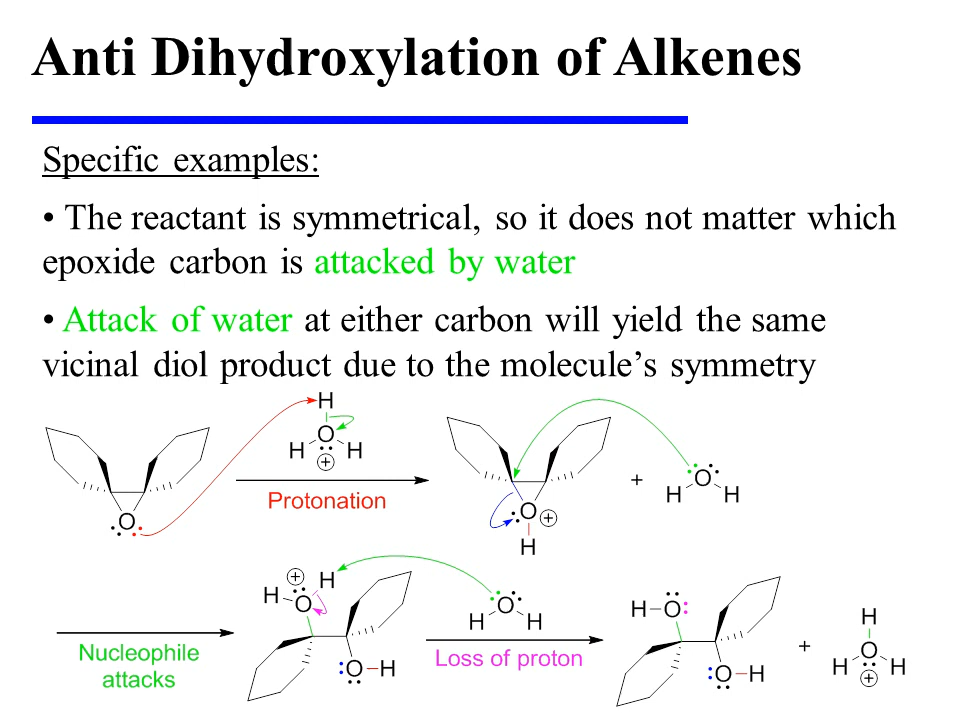 Anti Dihydroxylation of Alkenes
Specific examples:
• The reactant is symmetrical, so it does not matter which
epoxide carbon is attacked by water
• Attack of water at either carbon will yield the same
vicinal diol product due to the molecule’s symmetry
H
O
H H
+
O
Protonation
O
+
H
+
O
H H
+
H
H
O
O H
Nucleophile
attacks
O
H H
Loss of proton
H O
O H
+
H
O
H H
+